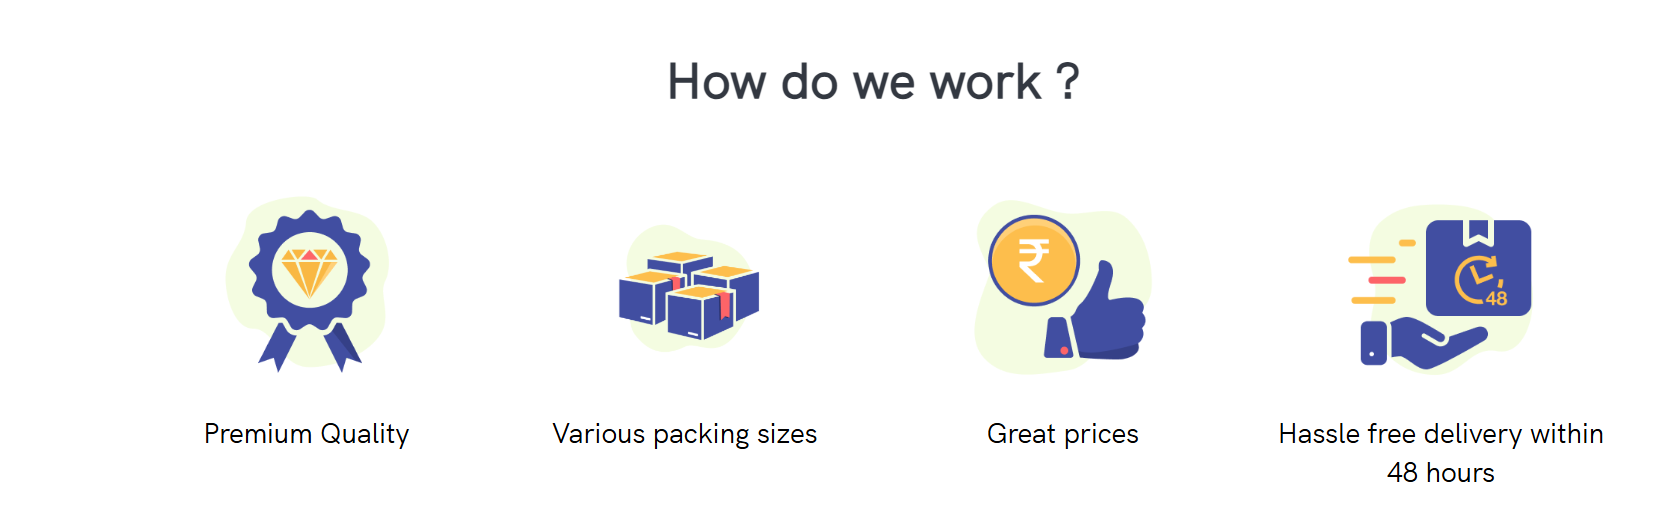 How do we work ?
₹
48
Premium Quality
Various packing sizes
Great prices
Hassle free delivery within
48 hours